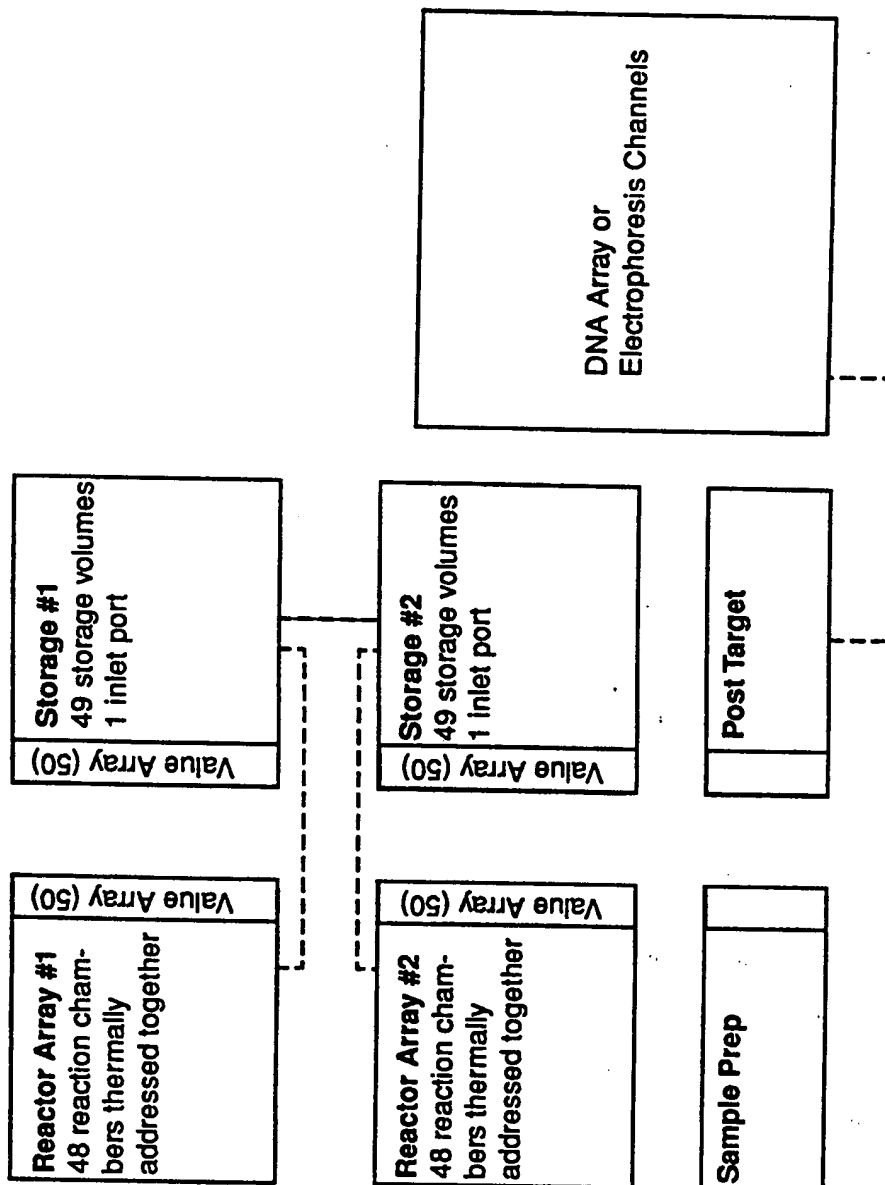 Reactor Array #1
48 reaction cham-
bers thermally
addressed together
Value Array (50)
Storage #1
49 storage volumes
1 inlet port
Value Array (50)
Reactor Array #2
48 reaction cham-
bers thermally
addressed together
Value Array (50)
Storage #2
49 storage volumes
1 inlet port
Value Array (50)
Sample Prep
Post Target
DNA Array or
Electrophoresis Channels